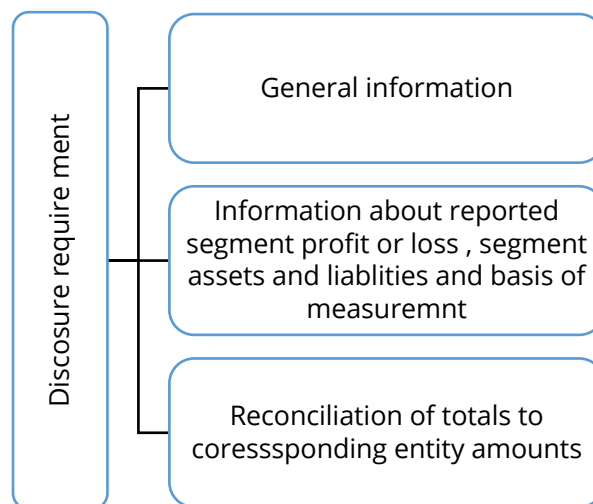 Discosure require ment
General information
Information about reported
segment profit or loss , segment
assets and liablities and basis of
measuremnt
Reconciliation of totals to
coresssponding entity amounts